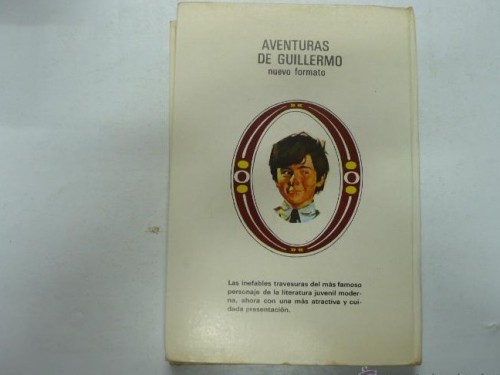 AVENTURAS
DE GUILLERMO
nuevo formato
Las inefables travesuras del más famoso
personaje de la literatura juvenil moder-
na, ahora con una más atractiva y cui-
dada presentación.